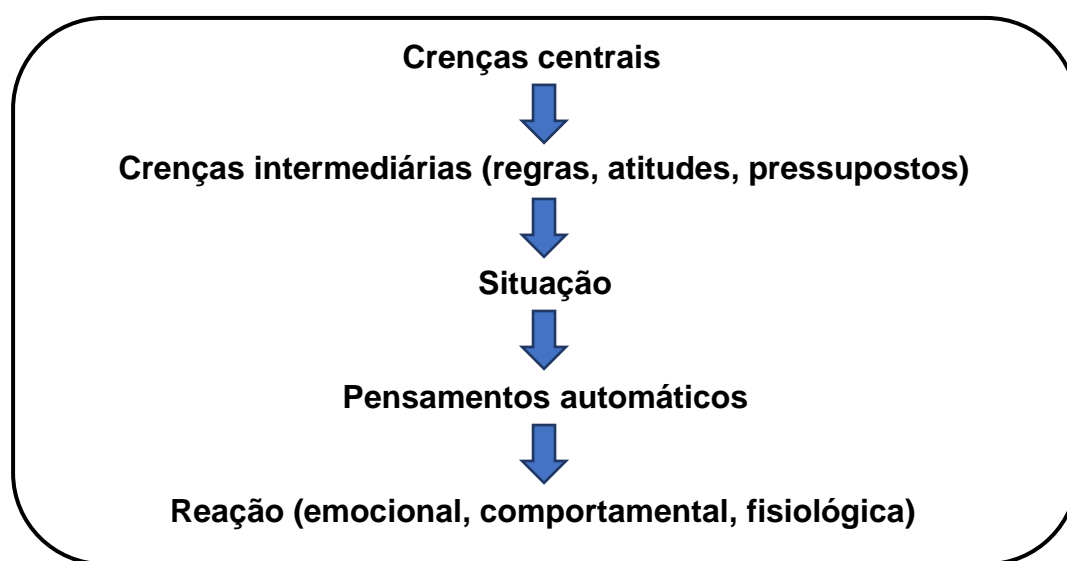 Crenças centrais
Crenças intermediárias (regras, atitudes, pressupostos)
Situação
Pensamentos automáticos
Reação (emocional, comportamental, fisiológica)